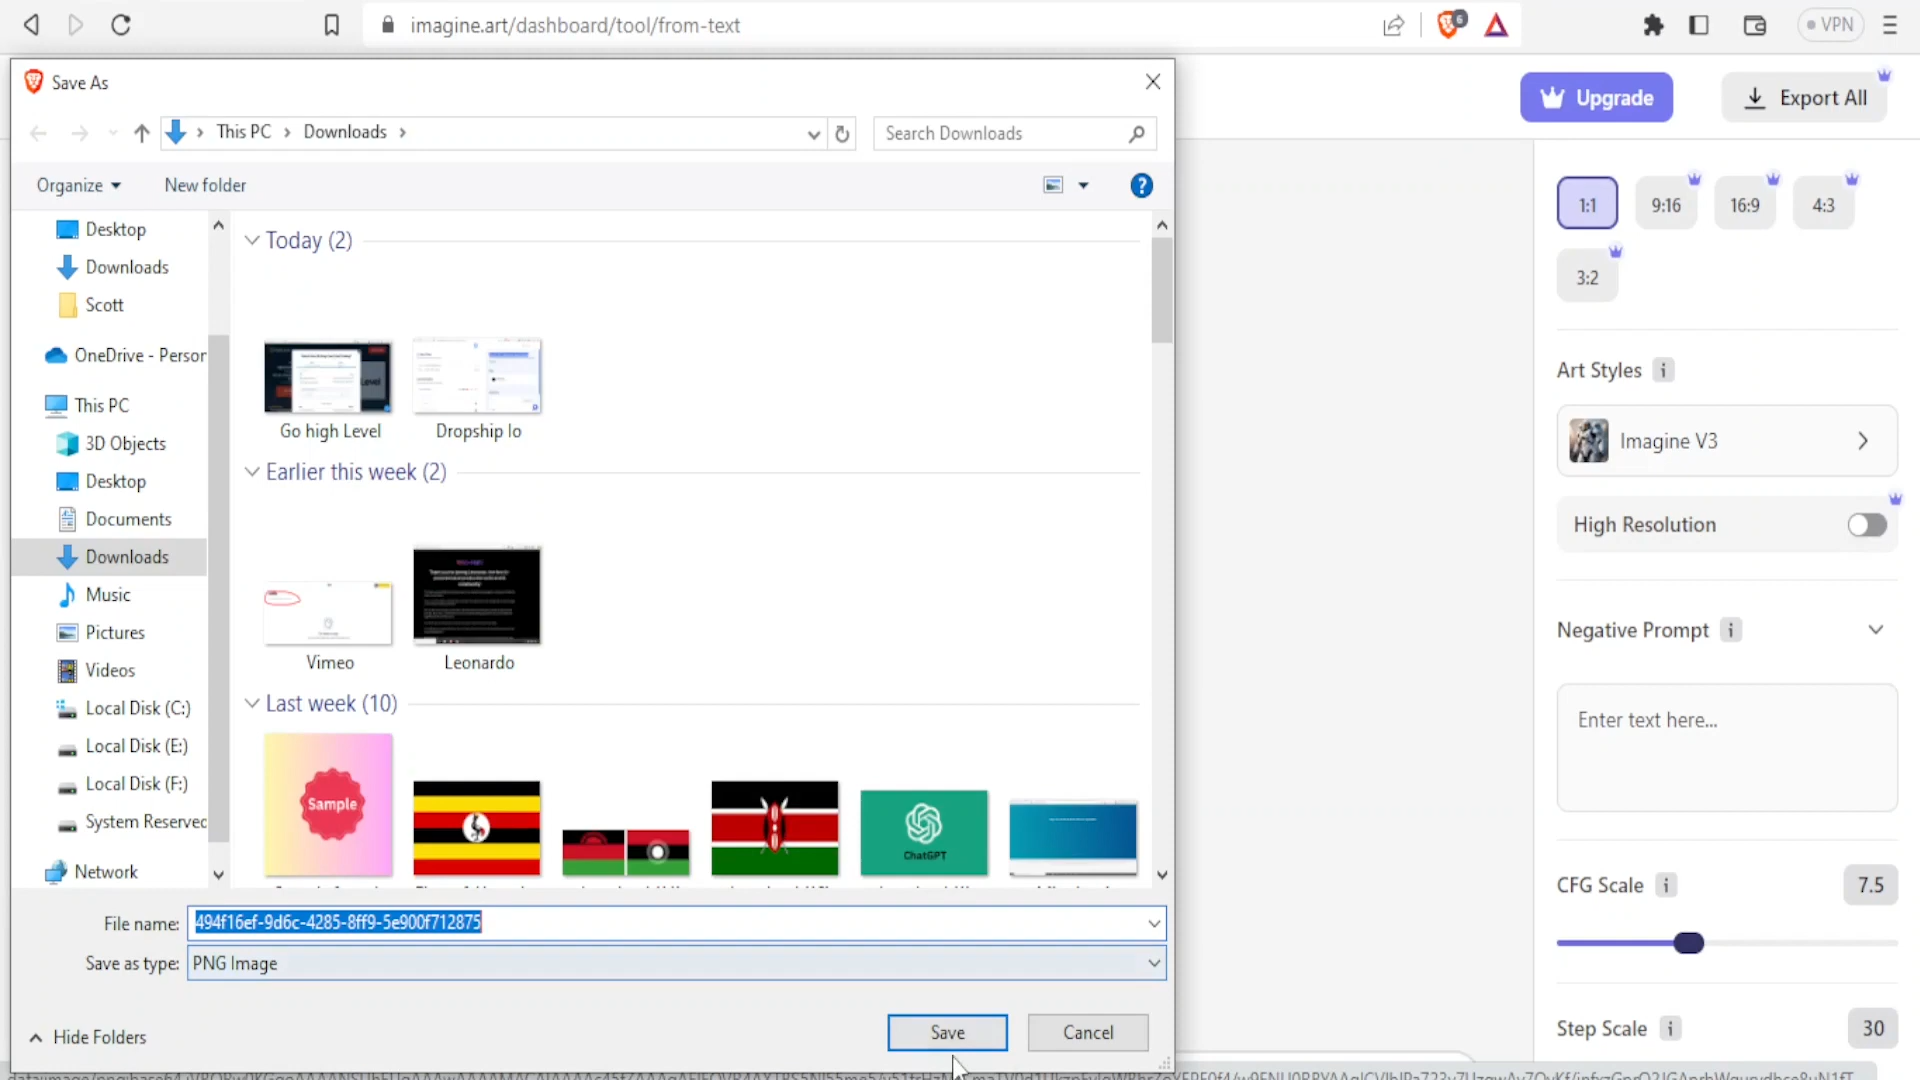 imagine.art/dashboard/tool/from-text
6
VPN
Save As
This PC
Downloads
Search Downloads
Organize
New folder
Upgrade
Export All
Desktop
Downloads
Scott
OneDrive - Person
This PC
3D Objects
Desktop
Documents
Downloads
Music
Pictures
Videos
Local Disk (C:)
Local Disk (E:)
Local Disk (F:)
System Reserved
Network
Today (2)
Go high Level
Dropship Io
Earlier this week (2)
Vimeo
Leonardo
Last week (10)
Sample
ChatGPT
File name:
494f16ef-9d6c-4285-8ff9-5e900f712875
Save as type:
PNG Image
Hide Folders
Save
Cancel
1:1
9:16
16:9
4:3
3:2
Art Styles
i
Imagine V3
High Resolution
Negative Prompt
i
Enter text here...
CFG Scale
i
7.5
Step Scale
i
30